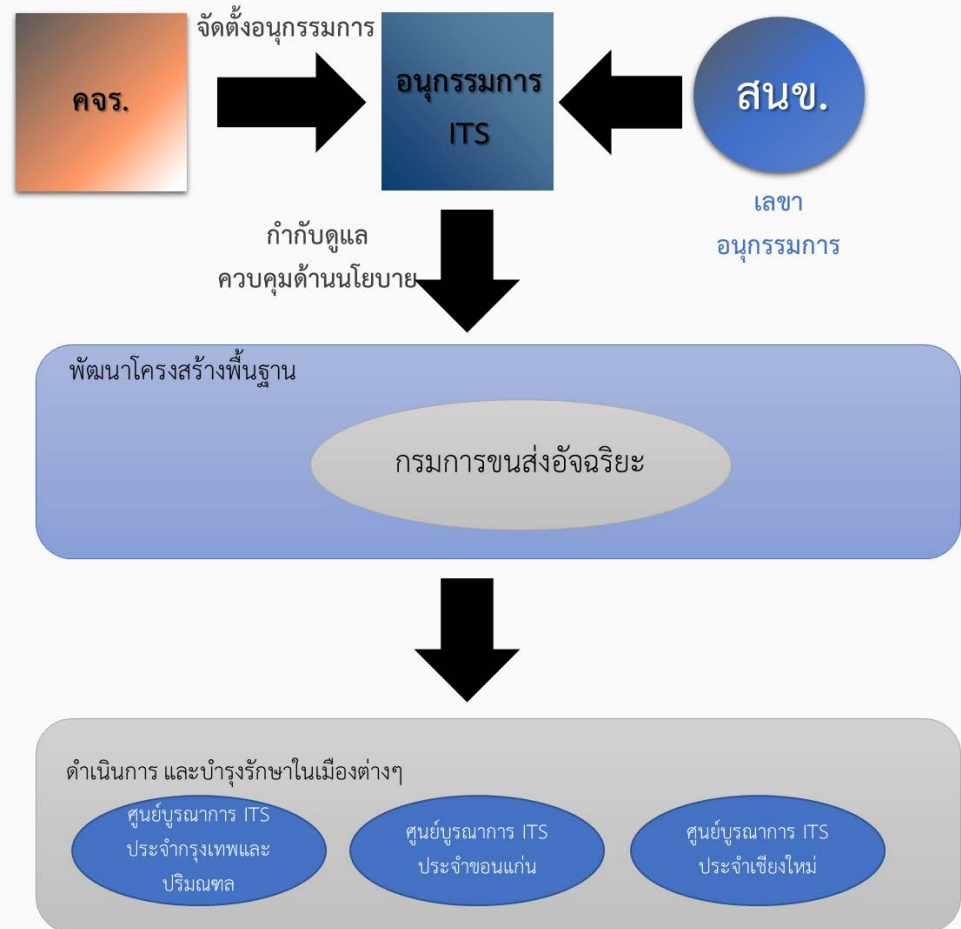 จัดตั้งอนุกรรมการ
คจร.
อนุกรรมการ
ITS
สนข.
เลขา
อนุกรรมการ
กำกับดูแล
ควบคุมด้านนโยบาย
พัฒนาโครงสร้างพื้นฐาน
กรมการขนส่งอัจฉริยะ
ดำเนินการ และบำรุงรักษาในเมืองต่างๆ
ศูนย์บูรณาการ ITS
ประจำกรุงเทพและ
ปริมณฑล
ศูนย์บูรณาการ ITS
ประจำขอนแก่น
ศูนย์บูรณาการ ITS
ประจำเชียงใหม่